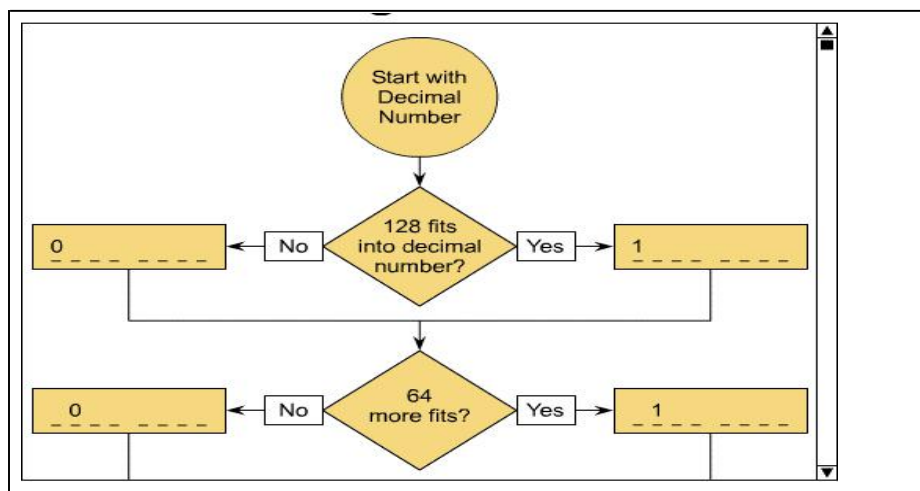 Start with
Decimal
Number
128 fits
into decimal
number?
No
Yes
0
_ _ _ _ _ _ _ _
1
_ _ _ _ _ _ _ _
64
more fits?
No
Yes
0
_ _ _ _ _ _ _ _
1
_ _ _ _ _ _ _ _